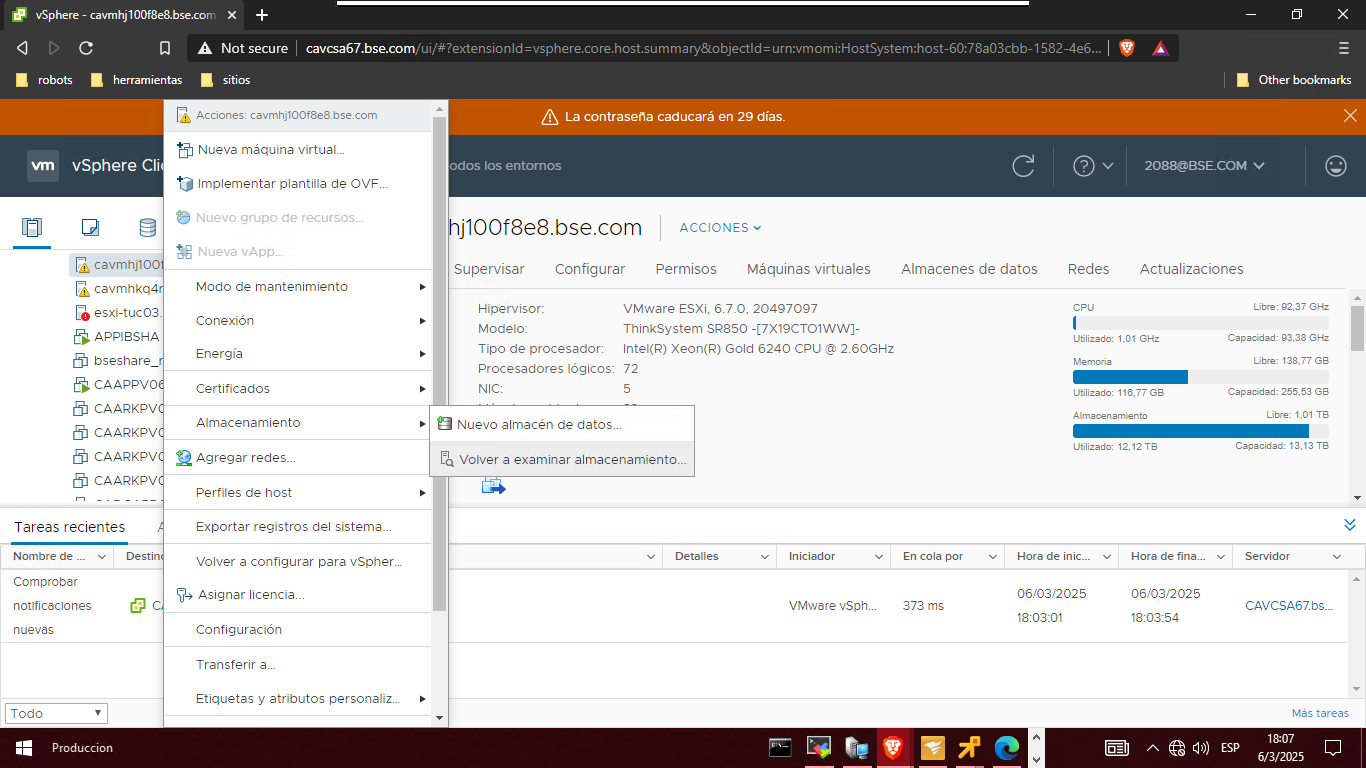 vSphere - cavmhj100f8e8.bse.com
Not secure
cavcsa67.bse.com/ui/#?extensionId=vsphere.core.host.summary&objectId=urn:vmomi:HostSystem:host-60:78a03cbb-1582-4e6...
robots
herramientas
sitios
Other bookmarks
La contraseña caducará en 29 días.
vm
vSphere Clie
odos los entornos
2088@BSE.COM
Acciones: cavmhj100f8e8.bse.com
Nueva máquina virtual...
Implementar plantilla de OVF...
Nuevo grupo de recursos...
Nueva vApp...
Modo de mantenimiento
Conexión
Energía
Certificados
Almacenamiento
Agregar redes...
Perfiles de host
Exportar registros del sistema...
Volver a configurar para vSpher...
Asignar licencia...
Configuración
Transferir a...
Etiquetas y atributos personaliz...
Nuevo almacén de datos...
Volver a examinar almacenamiento...
cavmhj100f
cavmhkq4r
esxi-tuc03.
APPIBSHA
bseshare_r
CAAPPV06
CAARKPV0
CAARKPV0
CAARKPV0
CAARKPV0
hj100f8e8.bse.com
ACCIONES
Supervisar
Configurar
Permisos
Máquinas virtuales
Almacenes de datos
Redes
Actualizaciones
Hipervisor:
VMware ESXi, 6.7.0, 20497097
Modelo:
ThinkSystem SR850 -[7X19CTO1WW]-
Tipo de procesador:
Intel(R) Xeon(R) Gold 6240 CPU @ 2.60GHz
Procesadores lógicos:
72
NIC:
5
CPU
Libre: 92,37 GHz
Utilizado: 1,01 GHz
Capacidad: 93,38 GHz
Memoria
Libre: 138,77 GB
Utilizado: 116,77 GB
Capacidad: 255,53 GB
Almacenamiento
Libre: 1,01 TB
Utilizado: 12,12 TB
Capacidad: 13,13 TB
Tareas recientes
Nombre de ...
Destino
Detalles
Iniciador
En cola por
Hora de inic...
Hora de fina...
Servidor
Comprobar
notificaciones
nuevas
CA
VMware vSph...
373 ms
06/03/2025
18:03:01
06/03/2025
18:03:54
CAVCSA67.bs...
Todo
Más tareas
Produccion
ESP
18:07
6/3/2025